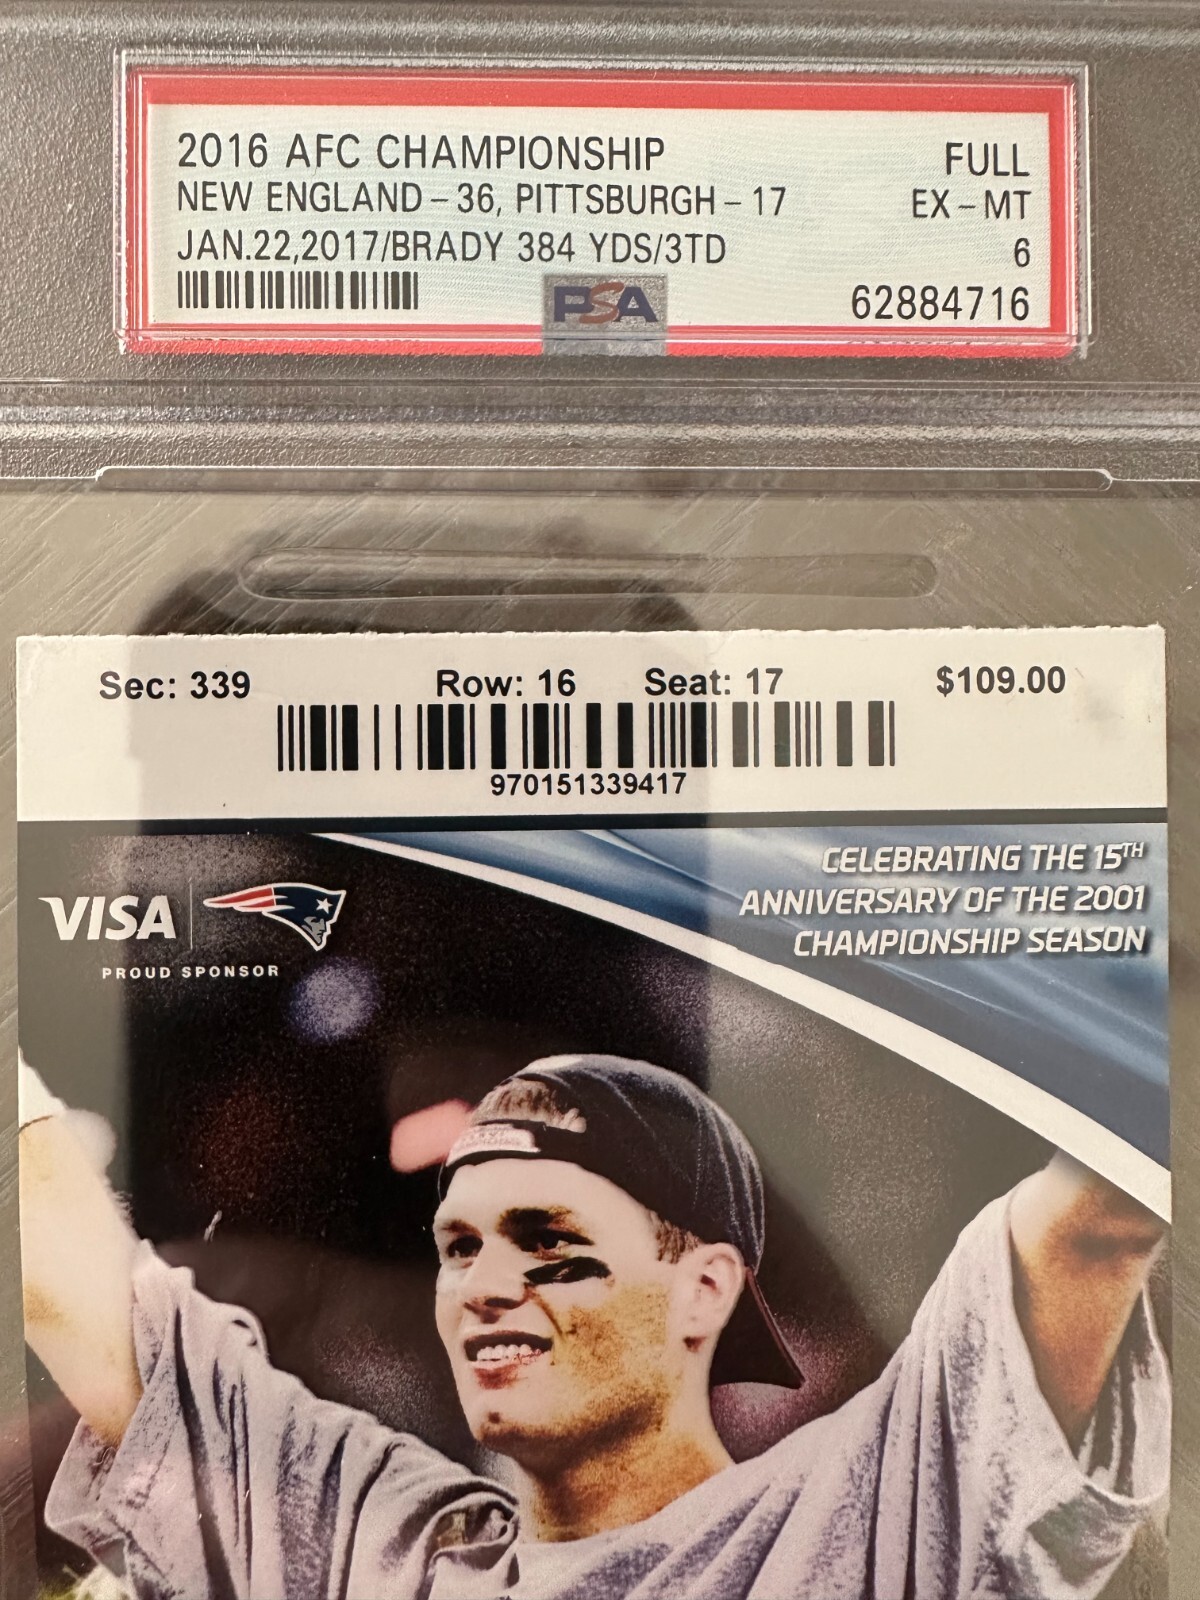 2016 AFC CHAMPIONSHIP FULL
NEW ENGLAND - 36, PITTSBURGH - 17 EX - MT
JAN.22,2017/BRADY 384 YDS/3TD 6
PSA 62884716
Sec: 339 Row: 16 Seat: 17 $109.00
970151339417
CELEBRATING THE 15TH
ANNIVERSARY OF THE 2001
CHAMPIONSHIP SEASON
VISA
PROUD SPONSOR